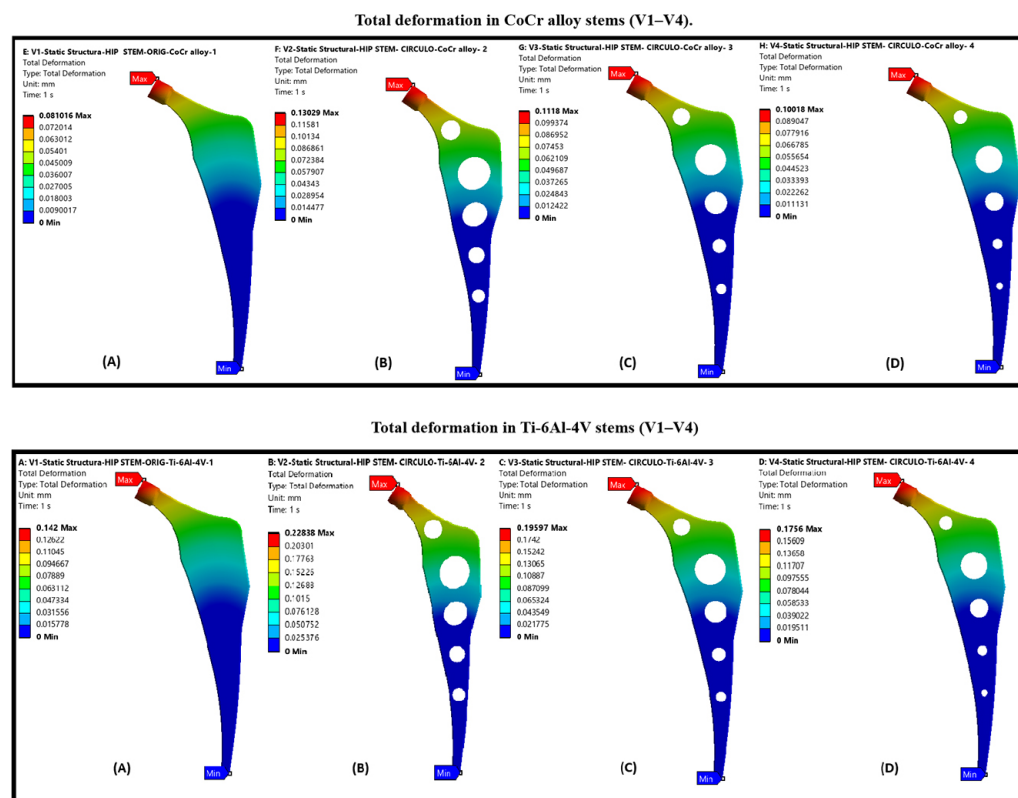 Total deformation in CoCr alloy stems (V1–V4).
E: V1-Static Structura-HIP STEM-ORIG-CoCr alloy-1
Total Deformation
Type: Total Deformation
Unit: mm
Time: 1 s
0.081016 Max
0.072014
0.063012
0.05401
0.045009
0.036007
0.027005
0.018003
0.0090017
0 Min
Max
Min
(A)
F: V2-Static Structural-HIP STEM- CIRCULO-CoCr alloy- 2
Total Deformation
Type: Total Deformation
Unit: mm
Time: 1 s
0.13029 Max
0.11581
0.10134
0.086861
0.072384
0.057907
0.04343
0.028954
0.014477
0 Min
Max
Min
(B)
G: V3-Static Structural-HIP STEM- CIRCULO-CoCr alloy- 3
Total Deformation
Type: Total Deformation
Unit: mm
Time: 1 s
0.1118 Max
0.099374
0.086952
0.07453
0.062109
0.049687
0.037265
0.024843
0.012422
0 Min
Max
Min
(C)
H: V4-Static Structural-HIP STEM- CIRCULO-CoCr alloy- 4
Total Deformation
Type: Total Deformation
Unit: mm
Time: 1 s
0.10018 Max
0.089047
0.077916
0.066785
0.055654
0.044523
0.033393
0.022262
0.011131
0 Min
Max
Min
(D)
Total deformation in Ti-6Al-4V stems (V1–V4)
A: V1-Static Structura-HIP STEM-ORIG-Ti-6Al-4V-1
Total Deformation
Type: Total Deformation
Unit: mm
Time: 1 s
0.142 Max
0.12622
0.11045
0.094667
0.07889
0.063112
0.047334
0.031556
0.015778
0 Min
Max
Min
(A)
B: V2-Static Structural-HIP STEM- CIRCULO-Ti-6Al-4V- 2
Total Deformation
Type: Total Deformation
Unit: mm
Time: 1 s
0.22838 Max
0.20301
0.17763
0.15225
0.12688
0.1015
0.076128
0.050752
0.025376
0 Min
Max
Min
(B)
C: V3-Static Structural-HIP STEM- CIRCULO-Ti-6Al-4V- 3
Total Deformation
Type: Total Deformation
Unit: mm
Time: 1 s
0.19597 Max
0.1742
0.15242
0.13065
0.10887
0.087099
0.065324
0.043549
0.021775
0 Min
Max
Min
(C)
D: V4-Static Structural-HIP STEM- CIRCULO-Ti-6Al-4V- 4
Total Deformation
Type: Total Deformation
Unit: mm
Time: 1 s
0.1756 Max
0.15609
0.13658
0.11707
0.097555
0.078044
0.058533
0.039022
0.019511
0 Min
Max
Min
(D)